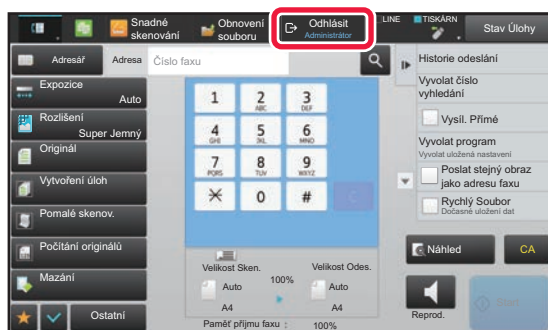 Snadné
skenování
Obnovení
souboru
Odhlásit
Administrátor
LINE
TISKÁRN
Stav Úlohy
Adresář
Adresa
Číslo faxu
Expozice
Auto
Rozlišení
Super Jemný
Originál
Vytvoření úloh
Pomalé skenov.
Počítání originálů
Mazání
Ostatní
1
2
ABC
3
DEF
4
GHI
5
JKL
6
MNO
7
PQRS
8
TUV
9
WXYZ
0
#
C
Velikost Sken.
100%
Velikost Odes.
Auto
A4
Auto
A4
Paměť příjmu faxu : 100%
Historie odeslání
Vyvolat číslo
vyhledání
Vysíl. Přímé
Vyvolat program
Vyvolat uložená nastavení
Poslat stejný obraz
jako adresu faxu
Rychlý Soubor
Dočasné uložení dat
Náhled
CA
Reprod.
Start